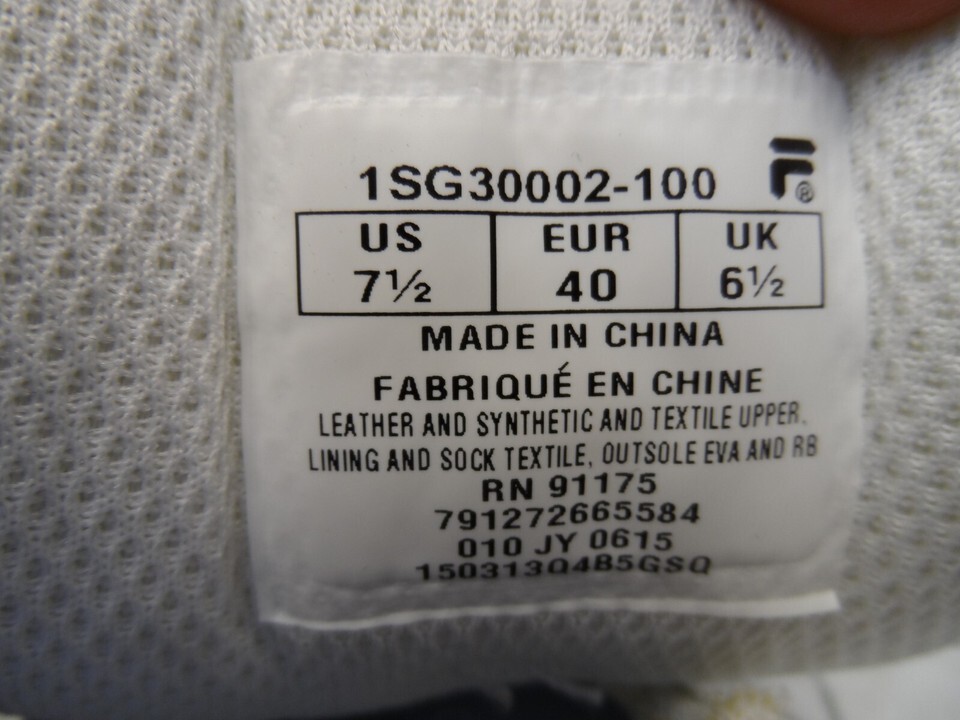 1SG30002-100 F®
US EUR UK
7½ 40 6½
MADE IN CHINA
FABRIQUÉ EN CHINE
LEATHER AND SYNTHETIC AND TEXTILE UPPER.
LINING AND SOCK TEXTILE, OUTSOLE EVA AND RB
RN 91175
791272665584
010 JY 0615
1503130485GSQ